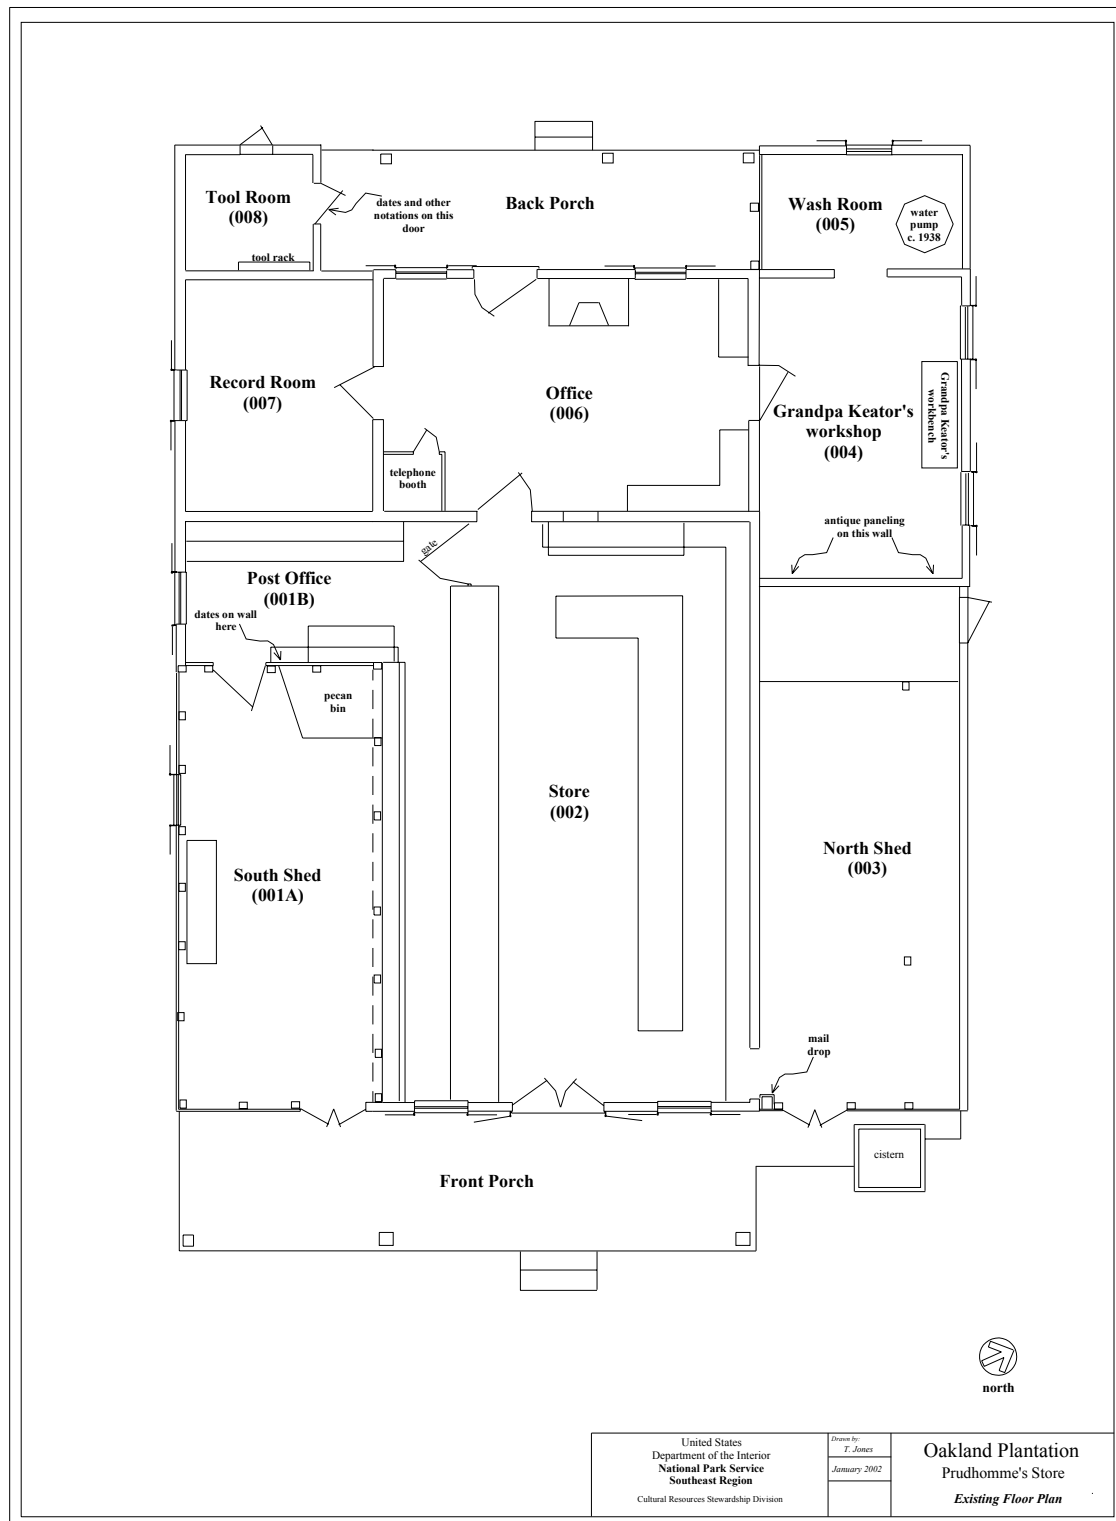 Tool Room
(008)
dates and other
notations on this
door
Back Porch
Wash Room
(005)
water
pump
c. 1938
tool rack
Record Room
(007)
Office
(006)
Grandpa Keator's
workshop
(004)
Grandpa Keator's
workbench
telephone
booth
antique paneling
on this wall
gate
Post Office
(001B)
dates on wall
here
pecan
bin
Store
(002)
North Shed
(003)
South Shed
(001A)
mail
drop
cistern
Front Porch
north
United States
Department of the Interior
National Park Service
Southeast Region
Cultural Resources Stewardship Division
Drawn by:
T. Jones
January 2002
Oakland Plantation
Prudhomme's Store
Existing Floor Plan